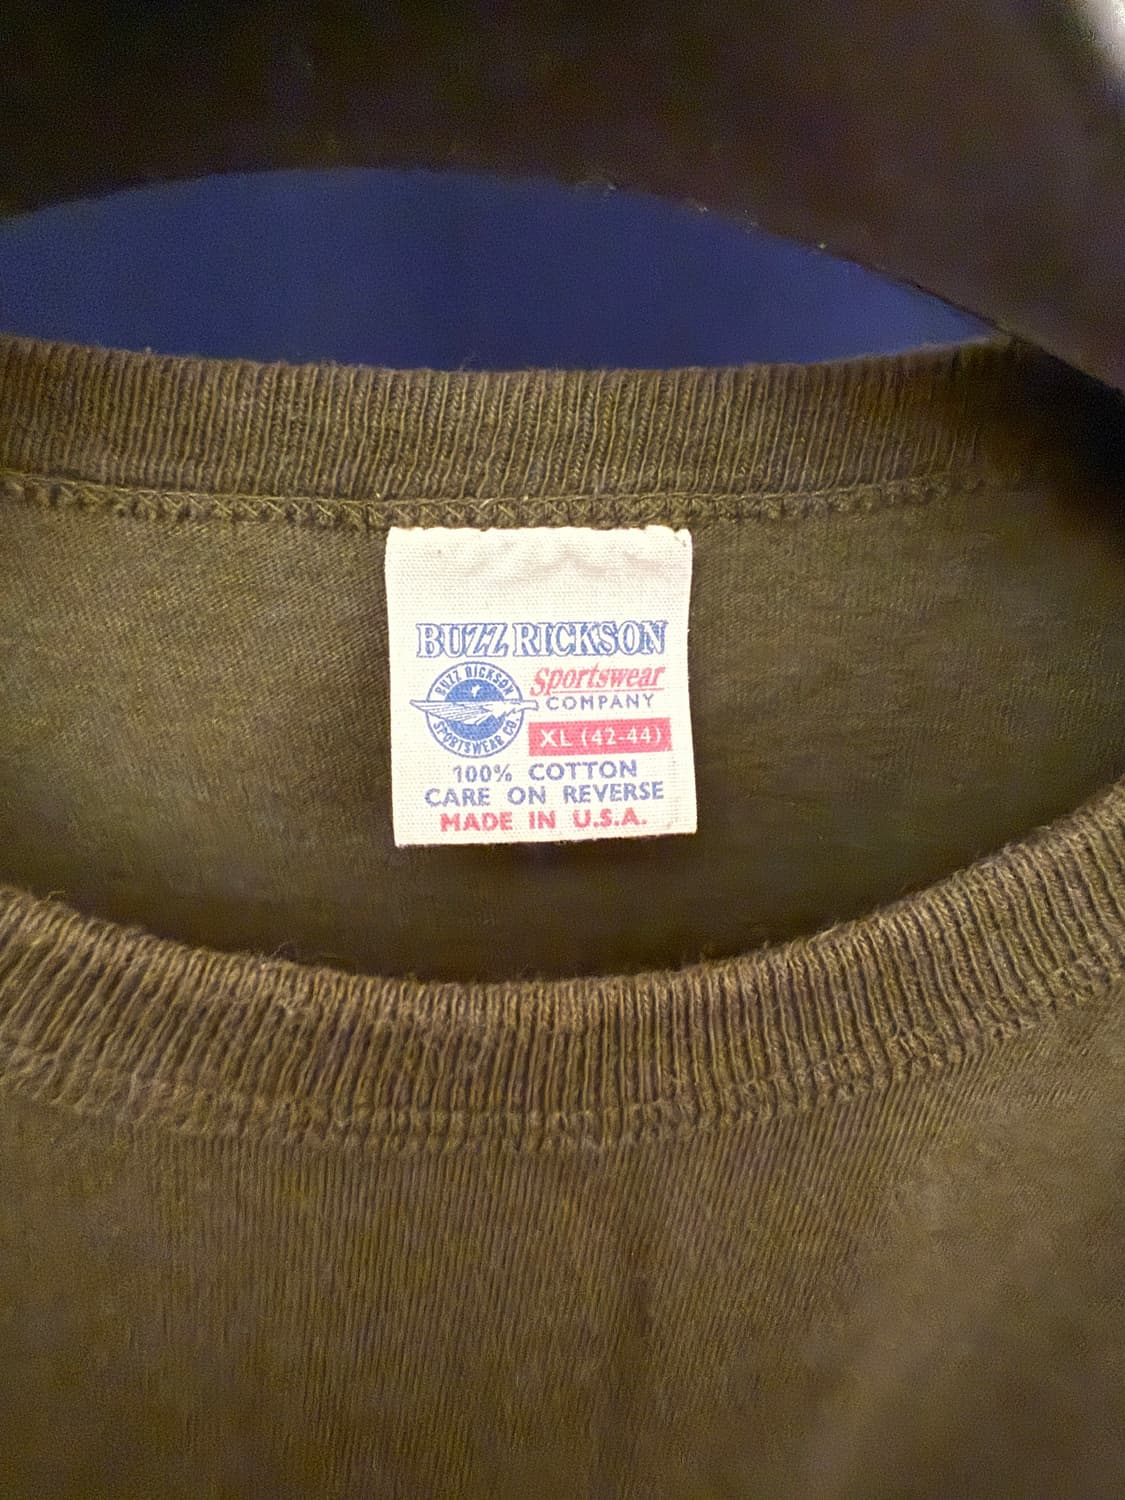 BUZZ RICKSON
BUZZ RICKSON
SPORTSWEAR CO.
Sportswear
COMPANY
XL (42-44)
100% COTTON
CARE ON REVERSE
MADE IN U.S.A.